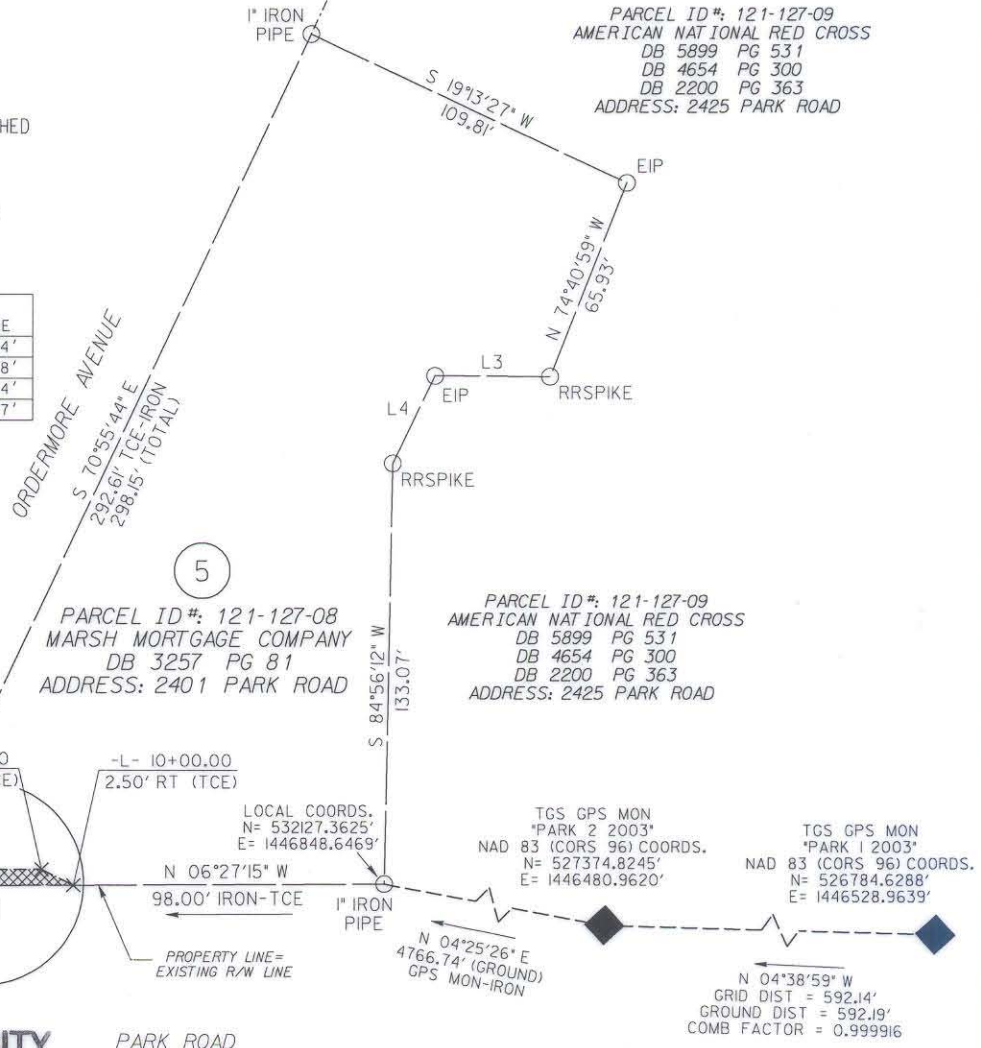 1" IRON
PIPE
PARCEL ID#: 121-127-09
AMERICAN NATIONAL RED CROSS
DB 5899 PG 531
DB 4654 PG 300
DB 2200 PG 363
ADDRESS: 2425 PARK ROAD
HED
S 19°13'27" W
109.81'
EIP
N 74°40'59" W
65.93'
E
4'
8'
4'
7'
ORDERMORE AVENUE
S 70°55'44" E
292.61' TCE-IRON
298.15' (TOTAL)
L3
EIP
RRSPIKE
L4
RRSPIKE
5
PARCEL ID#: 121-127-08
MARSH MORTGAGE COMPANY
DB 3257 PG 81
ADDRESS: 2401 PARK ROAD
S 84°56'12" W
133.07'
PARCEL ID#: 121-127-09
AMERICAN NATIONAL RED CROSS
DB 5899 PG 531
DB 4654 PG 300
DB 2200 PG 363
ADDRESS: 2425 PARK ROAD
0
E)
-L- 10+00.00
2.50' RT (TCE)
LOCAL COORDS.
N= 532127.3625'
E= 1446848.6469'
TGS GPS MON
"PARK 2 2003"
NAD 83 (CORS 96) COORDS.
N= 527374.8245'
E= 1446480.9620'
TGS GPS MON
"PARK 1 2003"
NAD 83 (CORS 96) COORDS.
N= 526784.6288'
E= 1446528.9639'
N 06°27'15" W
98.00' IRON-TCE
1" IRON
PIPE
PROPERTY LINE=
EXISTING R/W LINE
N 04°25'26" E
4766.74' (GROUND)
GPS MON-IRON
N 04°38'59" W
GRID DIST = 592.14'
GROUND DIST = 592.19'
COMB FACTOR = 0.999916
ITY
PARK ROAD